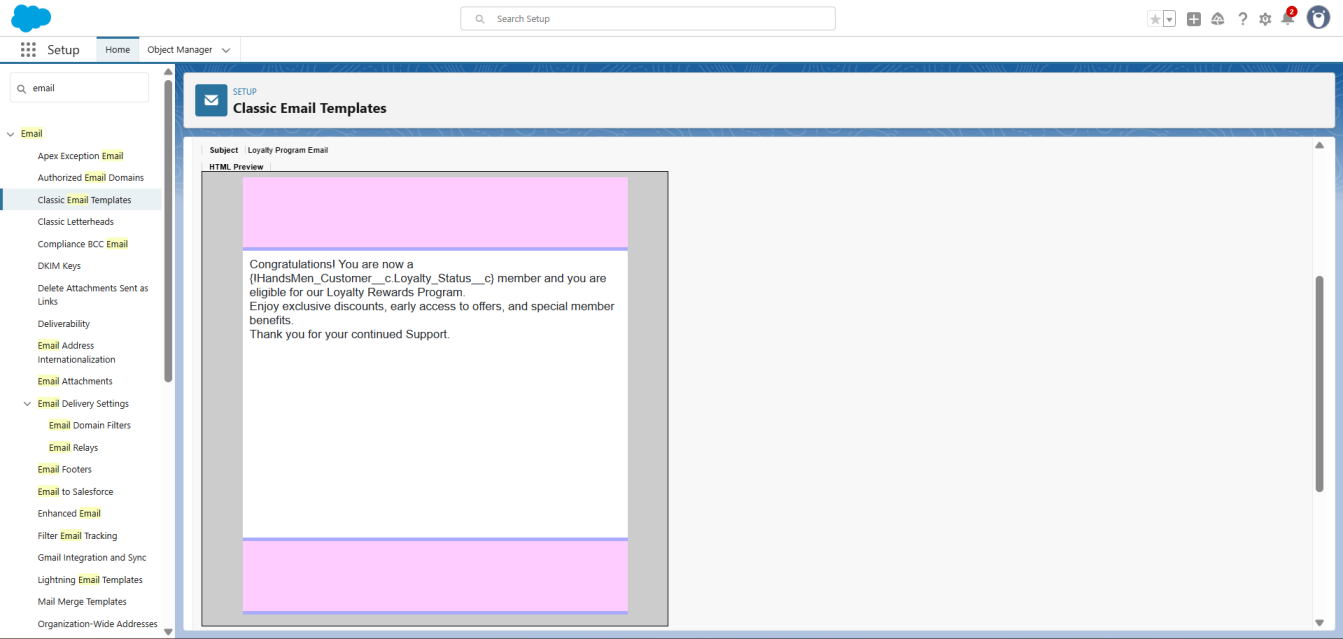 Search Setup
2
Setup
Home
Object Manager
email
Email
Apex Exception Email
Authorized Email Domains
Classic Email Templates
Classic Letterheads
Compliance BCC Email
DKIM Keys
Delete Attachments Sent as
Links
Deliverability
Email Address
Internationalization
Email Attachments
Email Delivery Settings
Email Domain Filters
Email Relays
Email Footers
Email to Salesforce
Enhanced Email
Filter Email Tracking
Gmail Integration and Sync
Lightning Email Templates
Mail Merge Templates
Organization-Wide Addresses
SETUP
Classic Email Templates
Subject Loyalty Program Email
HTML Preview
Congratulations! You are now a
{!HandsMen_Customer__c.Loyalty_Status__c} member and you are
eligible for our Loyalty Rewards Program.
Enjoy exclusive discounts, early access to offers, and special member
benefits.
Thank you for your continued Support.